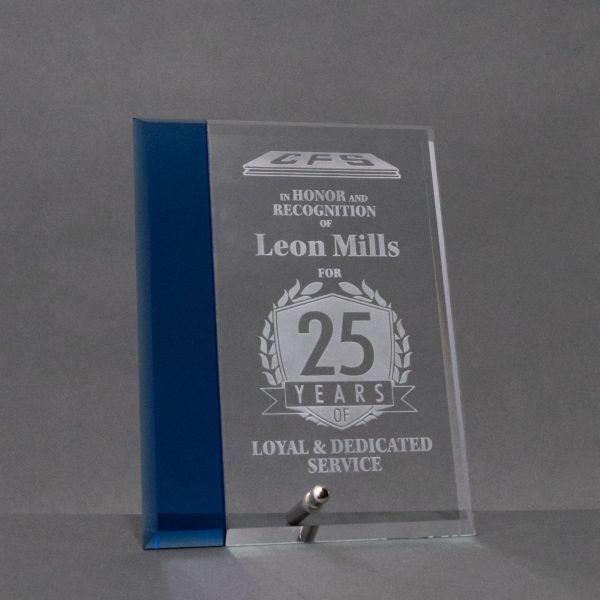 CFS
IN HONOR AND
RECOGNITION
OF
Leon Mills
FOR
25
YEARS
OF
LOYAL & DEDICATED
SERVICE